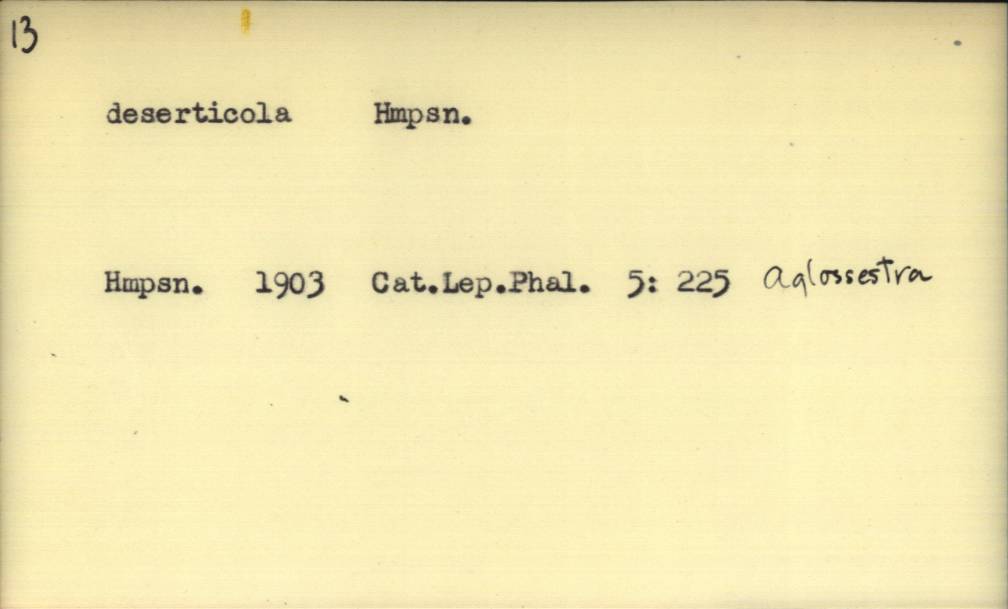 13
deserticola Hmpsn.
Hmpsn. 1903 Cat.Lep.Phal. 5: 225 Aglossestra